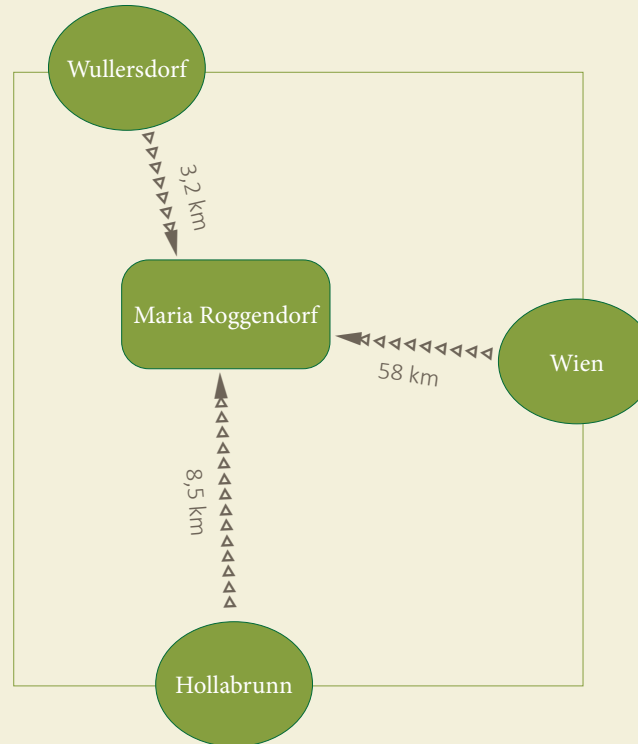 Wullersdorf
3,2 km
Maria Roggendorf
58 km
Wien
8,5 km
Hollabrunn